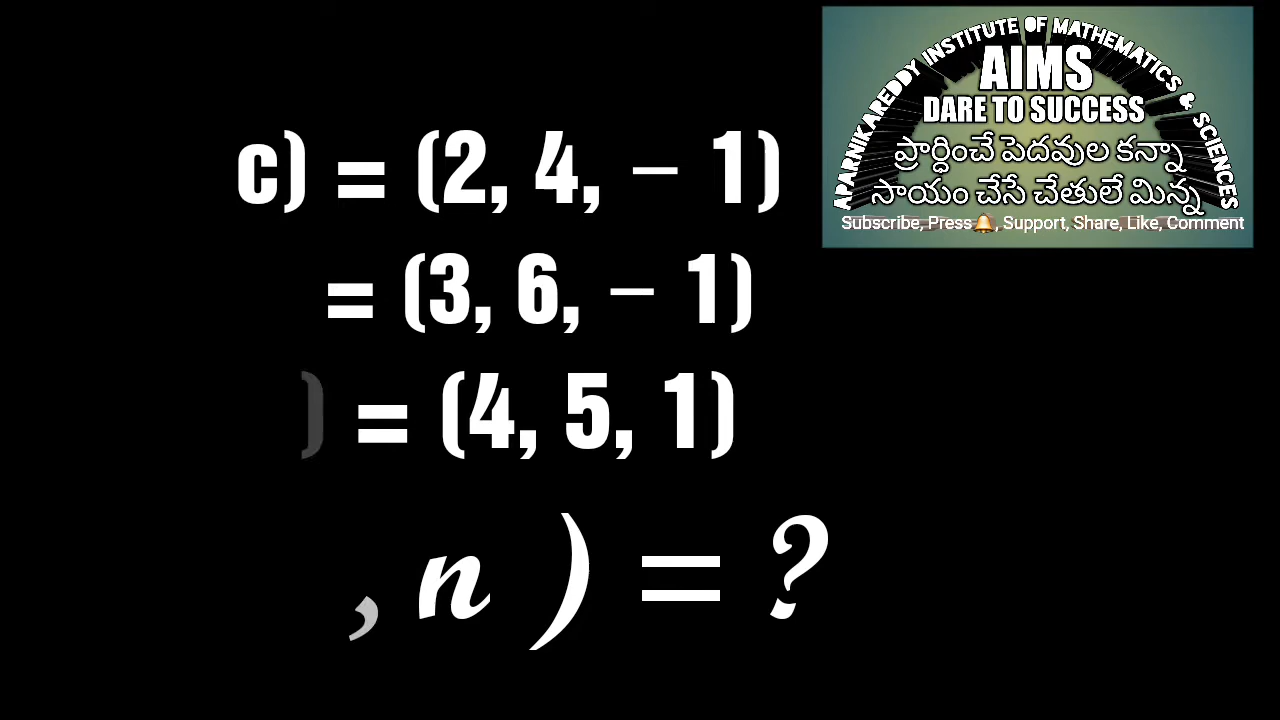 c) = (2, 4, − 1)
= (3, 6, − 1)
) = (4, 5, 1)
, n ) = ?
APARNIKAREDDY INSTITUTE OF MATHEMATICS & SCIENCES
AIMS
DARE TO SUCCESS
ప్రార్ధించే పెదవుల కన్నా
సాయం చేసే చేతులే మిన్న
Subscribe, Press🔔, Support, Share, Like, Comment